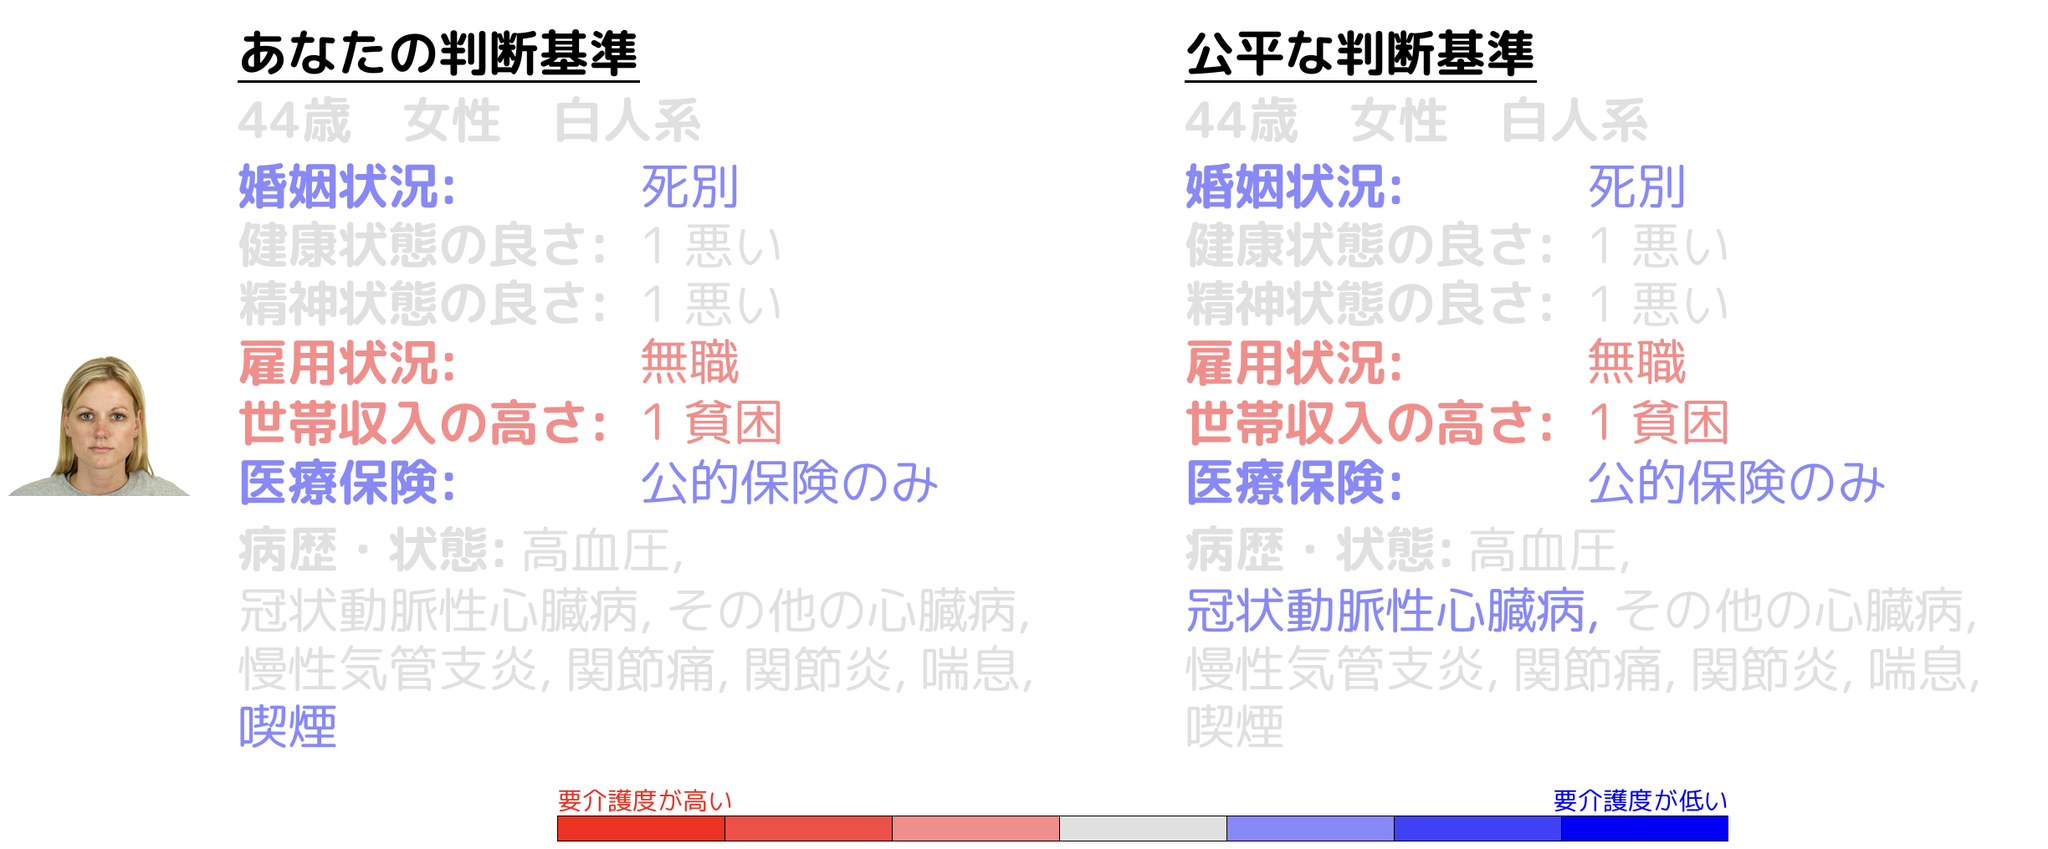 あなたの判断基準
44歳　女性　白人系
婚姻状況: 死別
健康状態の良さ: 1 悪い
精神状態の良さ: 1 悪い
雇用状況: 無職
世帯収入の高さ: 1 貧困
医療保険: 公的保険のみ
病歴・状態: 高血圧,
冠状動脈性心臓病, その他の心臓病,
慢性気管支炎, 関節痛, 関節炎, 喘息,
喫煙
公平な判断基準
44歳　女性　白人系
婚姻状況: 死別
健康状態の良さ: 1 悪い
精神状態の良さ: 1 悪い
雇用状況: 無職
世帯収入の高さ: 1 貧困
医療保険: 公的保険のみ
病歴・状態: 高血圧,
冠状動脈性心臓病, その他の心臓病,
慢性気管支炎, 関節痛, 関節炎, 喘息,
喫煙
要介護度が高い
要介護度が低い